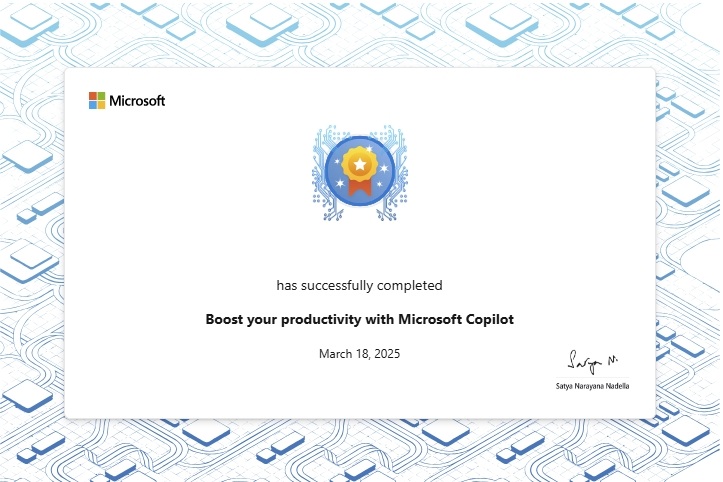 Microsoft
has successfully completed
Boost your productivity with Microsoft Copilot
March 18, 2025
Satya N.
Satya Narayana Nadella